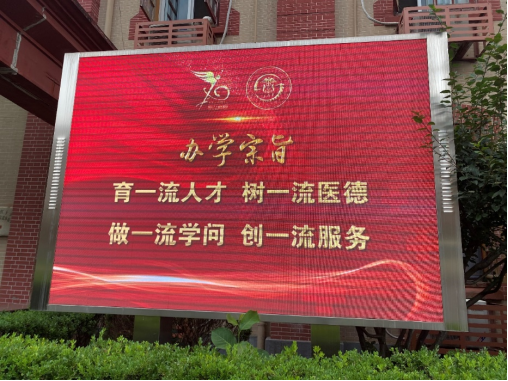 办学宗旨
育一流人才 树一流医德
做一流学问 创一流服务